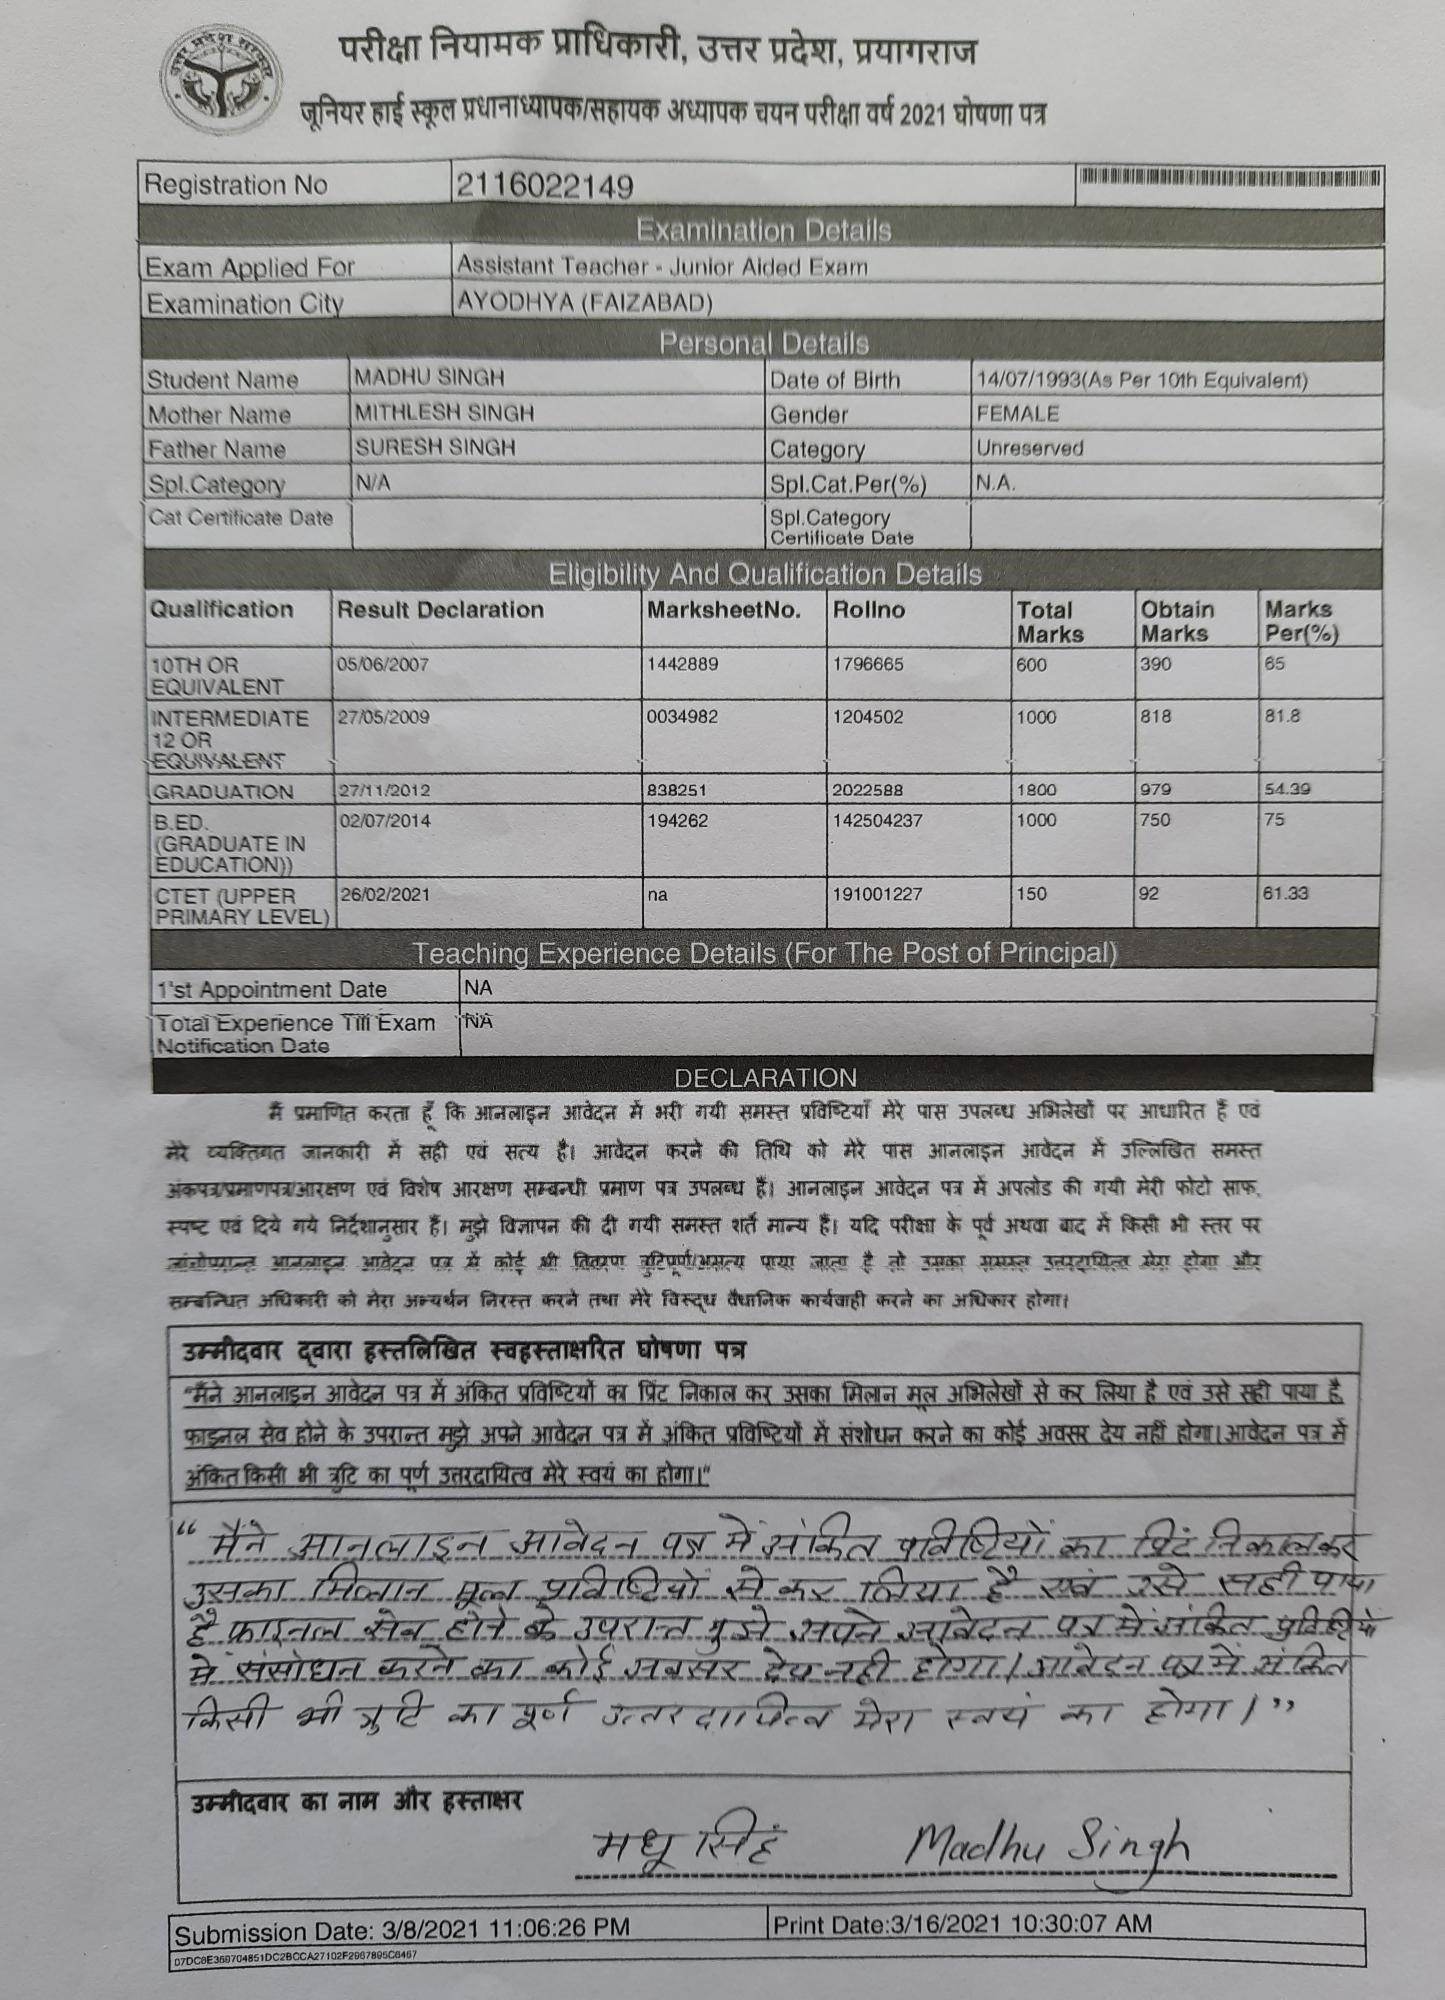 उत्तर प्रदेश सरकार
परीक्षा नियामक प्राधिकारी, उत्तर प्रदेश, प्रयागराज
जूनियर हाई स्कूल प्रधानाध्यापक/सहायक अध्यापक चयन परीक्षा वर्ष 2021 घोषणा पत्र
Registration No 2116022149
Examination Details
Exam Applied For Assistant Teacher - Junior Aided Exam
Examination City AYODHYA (FAIZABAD)
Personal Details
Student Name MADHU SINGH Date of Birth 14/07/1993(As Per 10th Equivalent)
Mother Name MITHLESH SINGH Gender FEMALE
Father Name SURESH SINGH Category Unreserved
Spl.Category N/A Spl.Cat.Per(%) N.A.
Cat Certificate Date Spl.Category
Certificate Date
Eligibility And Qualification Details
Qualification Result Declaration MarksheetNo. Rollno Total Obtain Marks
Marks Marks Per(%)
10TH OR 05/06/2007 1442889 1796665 600 390 65
EQUIVALENT
INTERMEDIATE 27/05/2009 0034982 1204502 1000 818 81.8
12 OR
EQUIVALENT
GRADUATION 27/11/2012 838251 2022588 1800 979 54.39
B.ED. 02/07/2014 194262 142504237 1000 750 75
(GRADUATE IN
EDUCATION))
CTET (UPPER 26/02/2021 na 191001227 150 92 61.33
PRIMARY LEVEL)
Teaching Experience Details (For The Post of Principal)
1'st Appointment Date NA
Total Experience Till Exam NA
Notification Date
DECLARATION
मैं प्रमाणित करता हूँ कि आनलाइन आवेदन में भरी गयी समस्त प्रविष्टियाँ मेरे पास उपलब्ध अभिलेखों पर आधारित हैं एवं
मेरे व्यक्तिगत जानकारी में सही एवं सत्य है। आवेदन करने की तिथि को मेरे पास आनलाइन आवेदन में उल्लिखित समस्त
अंकपत्र/प्रमाणपत्र/आरक्षण एवं विशेष आरक्षण सम्बन्धी प्रमाण पत्र उपलब्ध हैं। आनलाइन आवेदन पत्र में अपलोड की गयी मेरी फोटो साफ,
स्पष्ट एवं दिये गये निर्देशानुसार हैं। मुझे विज्ञापन की दी गयी समस्त शर्तें मान्य हैं। यदि परीक्षा के पूर्व अथवा बाद में किसी भी स्तर पर
जांचोपरान्त आनलाइन आवेदन पत्र में कोई भी विवरण त्रुटिपूर्ण/असत्य पाया जाता है तो उसका समस्त उत्तरदायित्व मेरा होगा और
सम्बन्धित अधिकारी को मेरा अभ्यर्थन निरस्त करने तथा मेरे विरूद्ध वैधानिक कार्यवाही करने का अधिकार होगा।
उम्मीदवार द्वारा हस्तलिखित स्वहस्ताक्षरित घोषणा पत्र
"मैंने आनलाइन आवेदन पत्र में अंकित प्रविष्टियों का प्रिंट निकाल कर उसका मिलान मूल अभिलेखों से कर लिया है एवं उसे सही पाया है,
फाइनल सेव होने के उपरान्त मुझे अपने आवेदन पत्र में अंकित प्रविष्टियों में संशोधन करने का कोई अवसर देय नहीं होगा। आवेदन पत्र में
अंकित किसी भी त्रुटि का पूर्ण उत्तरदायित्व मेरे स्वयं का होगा।"
“ मैंने आनलाइन आवेदन पत्र में अंकित प्रविष्टियों का प्रिंट निकालकर
उसका मिलान मूल प्रविष्टियों से कर लिया है एवं उसे सही पाया
है फाइनल सेव होने के उपरान्त मुझे अपने आवेदन पत्र में अंकित प्रविष्टियों
में संसोधन करने का कोई अवसर देय नही होगा। आवेदन पत्र में अंकित
किसी भी त्रुटि का पूर्ण उत्तरदायित्व मेरा स्वयं का होगा।”
उम्मीदवार का नाम और हस्ताक्षर
मधू सिंह Madhu Singh
Submission Date: 3/8/2021 11:06:26 PM Print Date:3/16/2021 10:30:07 AM